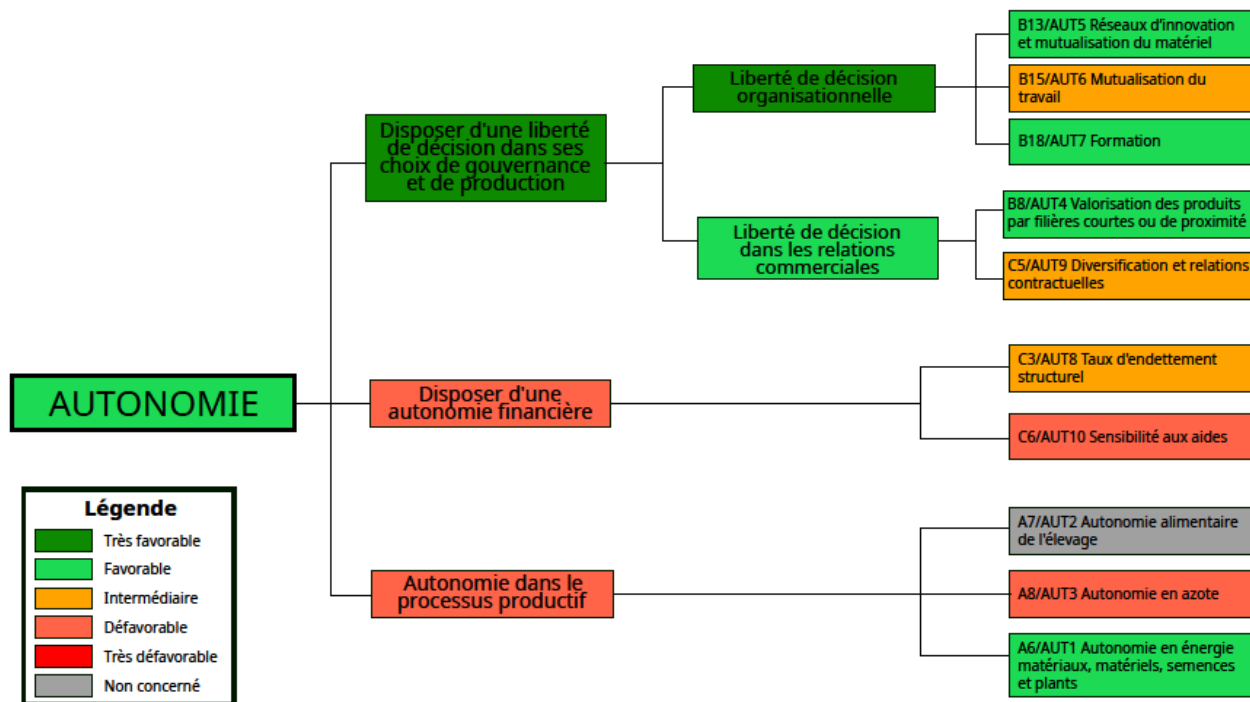 B13/AUT5 Réseaux d'innovation
et mutualisation du matériel
Liberté de décision
organisationnelle
B15/AUT6 Mutualisation du
travail
Disposer d'une liberté
de décision dans ses
choix de gouvernance
et de production
B18/AUT7 Formation
B8/AUT4 Valorisation des produits
par filières courtes ou de proximité
Liberté de décision
dans les relations
commerciales
C5/AUT9 Diversification et relations
contractuelles
C3/AUT8 Taux d'endettement
structurel
AUTONOMIE
Disposer d'une
autonomie financière
C6/AUT10 Sensibilité aux aides
A7/AUT2 Autonomie alimentaire
de l'élevage
Autonomie dans le
processus productif
A8/AUT3 Autonomie en azote
A6/AUT1 Autonomie en énergie
matériaux, matériels, semences
et plants
Légende
Très favorable
Favorable
Intermédiaire
Défavorable
Très défavorable
Non concerné